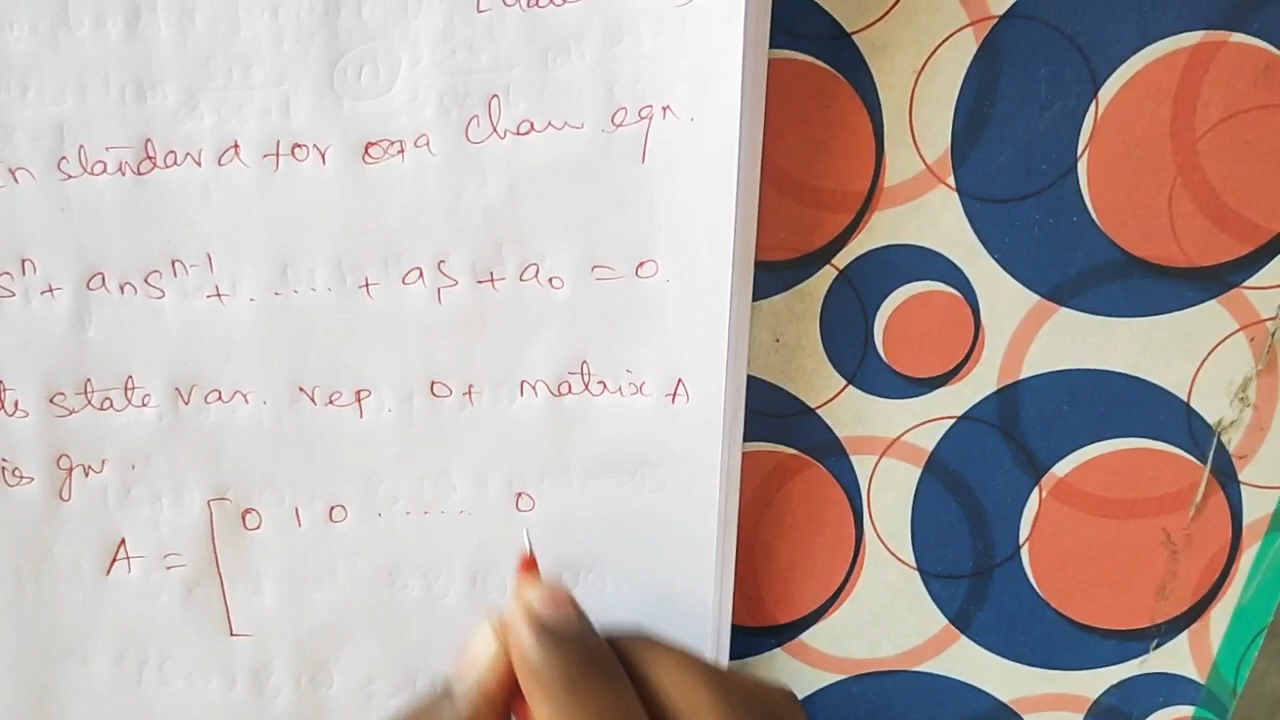 n standard for a chau eqn.
s^n + a_n s^{n-1} + ..... + a_1 s + a_0 = 0.
ts state var. rep. of matrix A
is gn.
A = [ 0 1 0 ...... 0